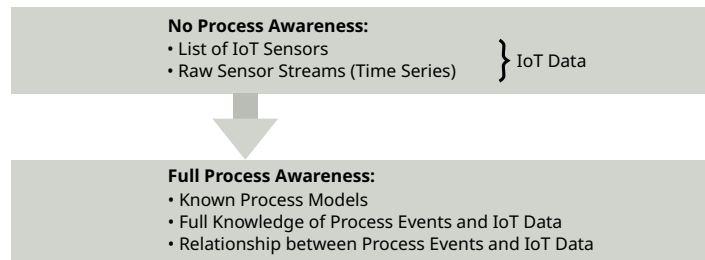 No Process Awareness:
• List of IoT Sensors
• Raw Sensor Streams (Time Series)
} IoT Data
Full Process Awareness:
• Known Process Models
• Full Knowledge of Process Events and IoT Data
• Relationship between Process Events and IoT Data